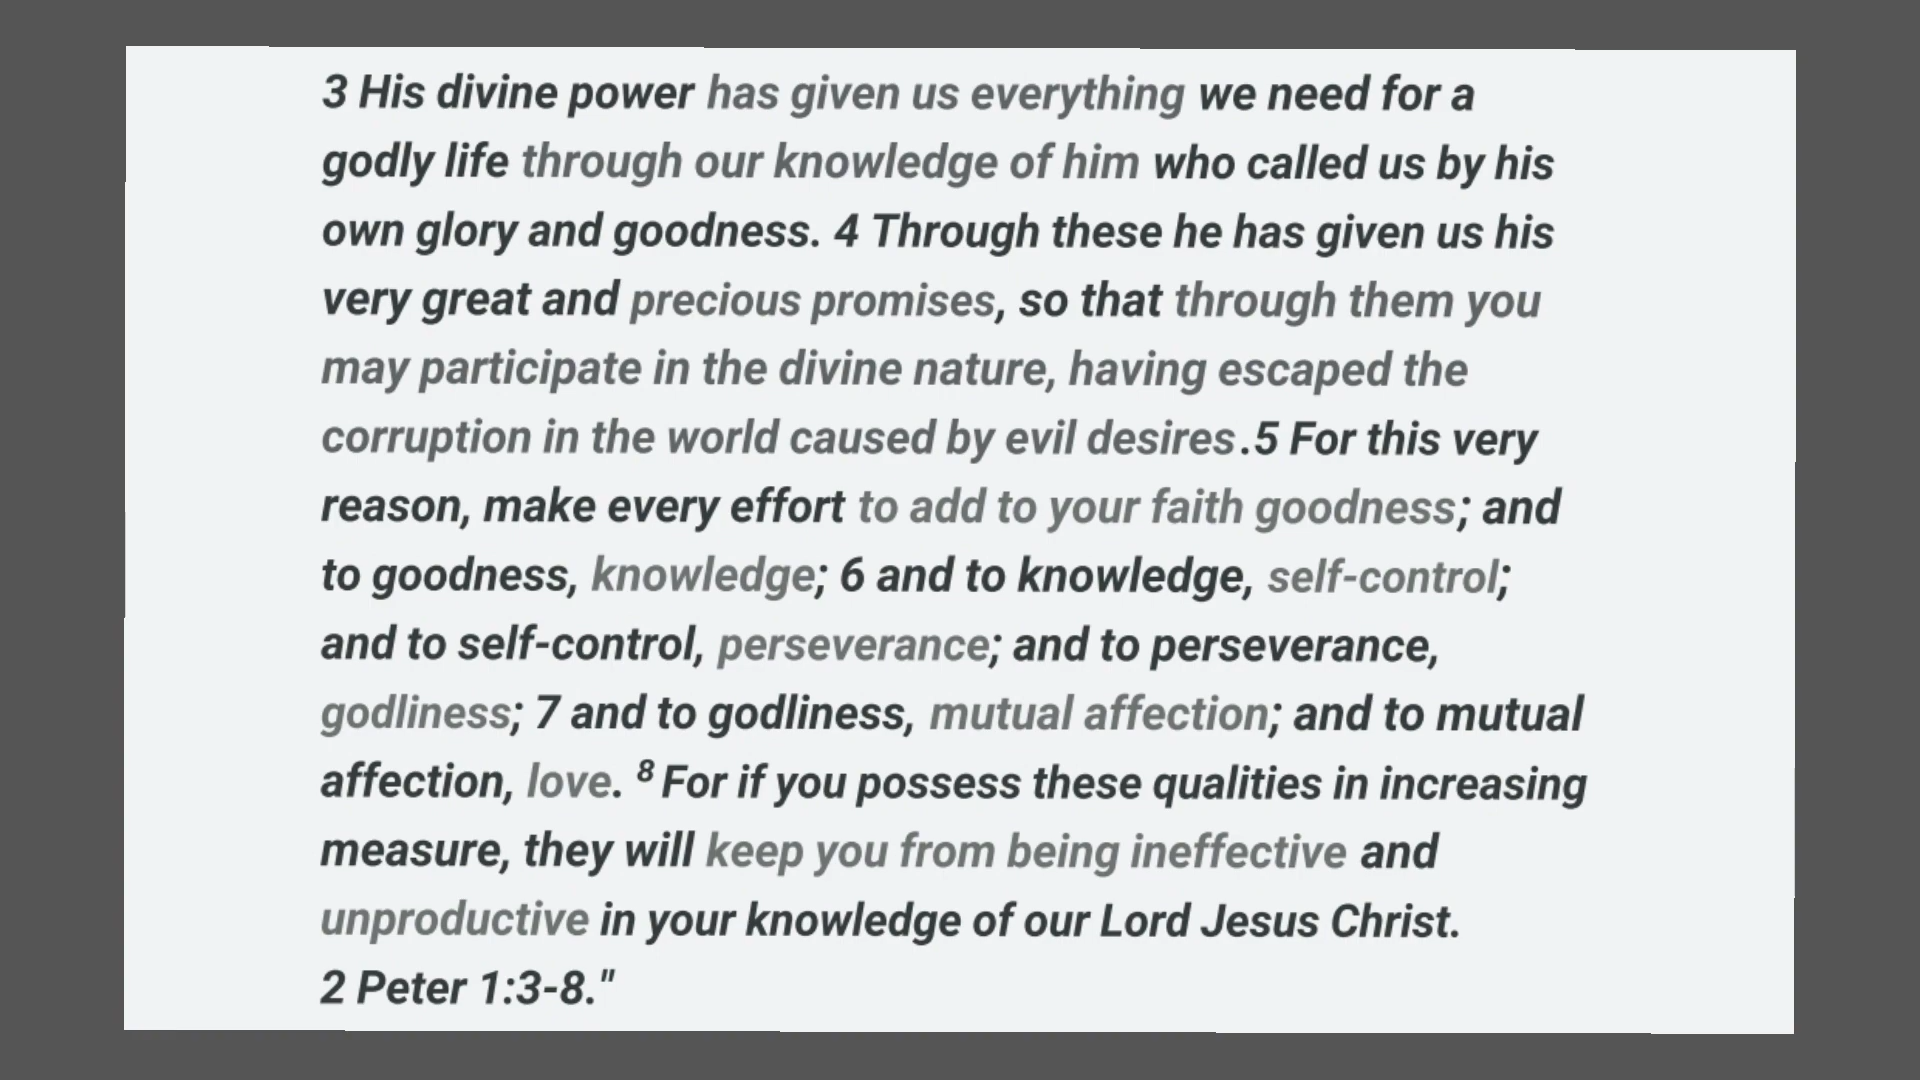 3 His divine power has given us everything we need for a
godly life through our knowledge of him who called us by his
own glory and goodness. 4 Through these he has given us his
very great and precious promises, so that through them you
may participate in the divine nature, having escaped the
corruption in the world caused by evil desires.5 For this very
reason, make every effort to add to your faith goodness; and
to goodness, knowledge; 6 and to knowledge, self-control;
and to self-control, perseverance; and to perseverance,
godliness; 7 and to godliness, mutual affection; and to mutual
affection, love. ⁸ For if you possess these qualities in increasing
measure, they will keep you from being ineffective and
unproductive in your knowledge of our Lord Jesus Christ.
2 Peter 1:3-8."